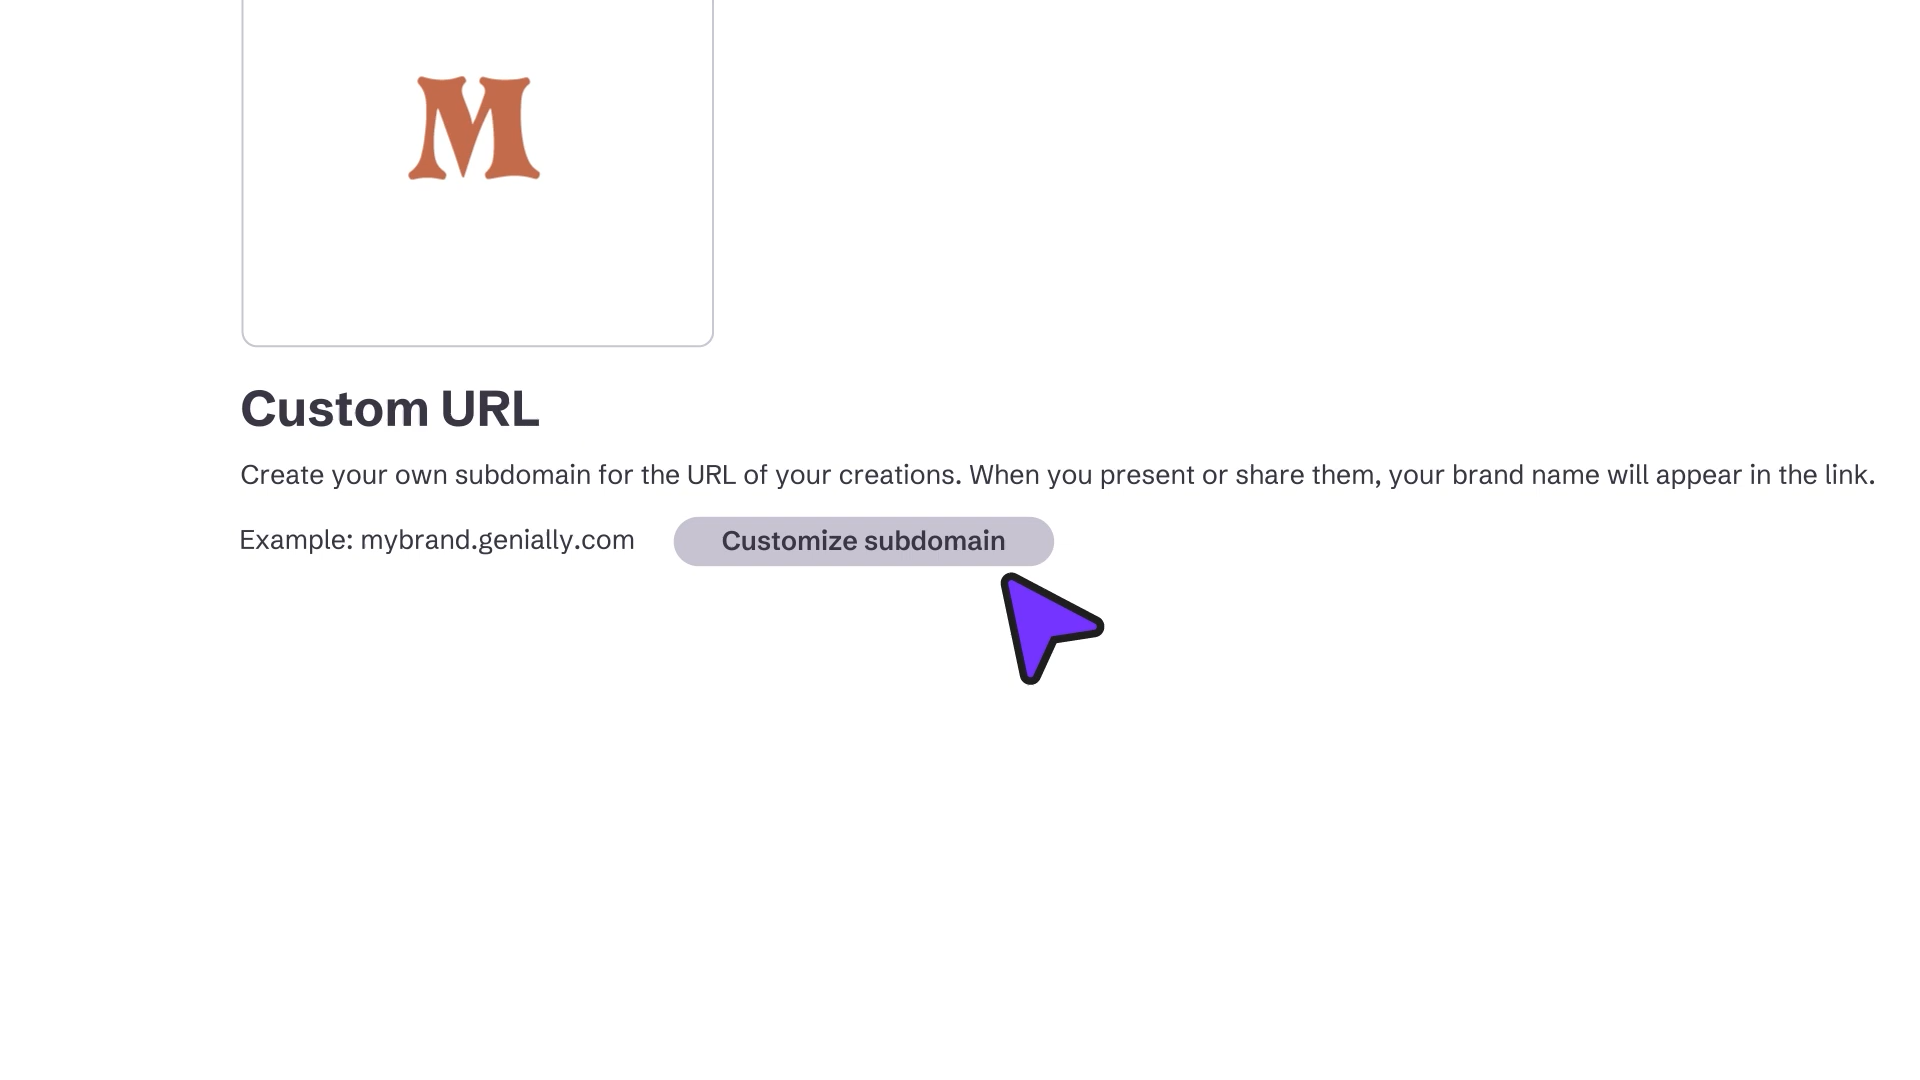 M
Custom URL
Create your own subdomain for the URL of your creations. When you present or share them, your brand name will appear in the link.
Example: mybrand.genially.com
Customize subdomain